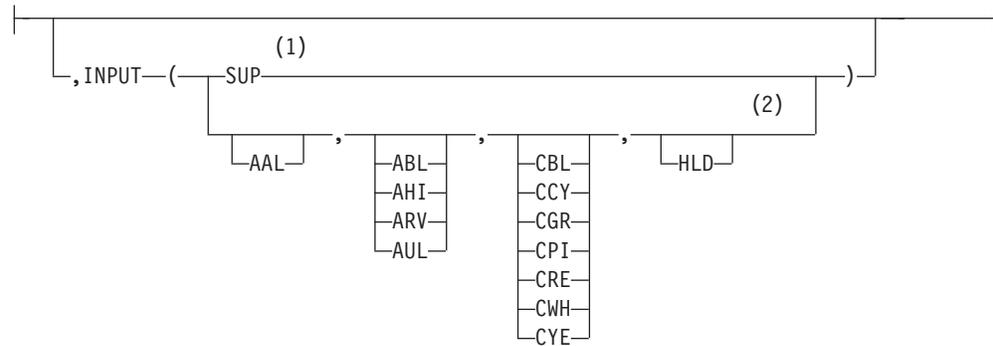 (1)
,INPUT ( SUP )
(2)
AAL , ABL , CBL , HLD
AHI CCY
ARV CGR
AUL CPI
CRE
CWH
CYE